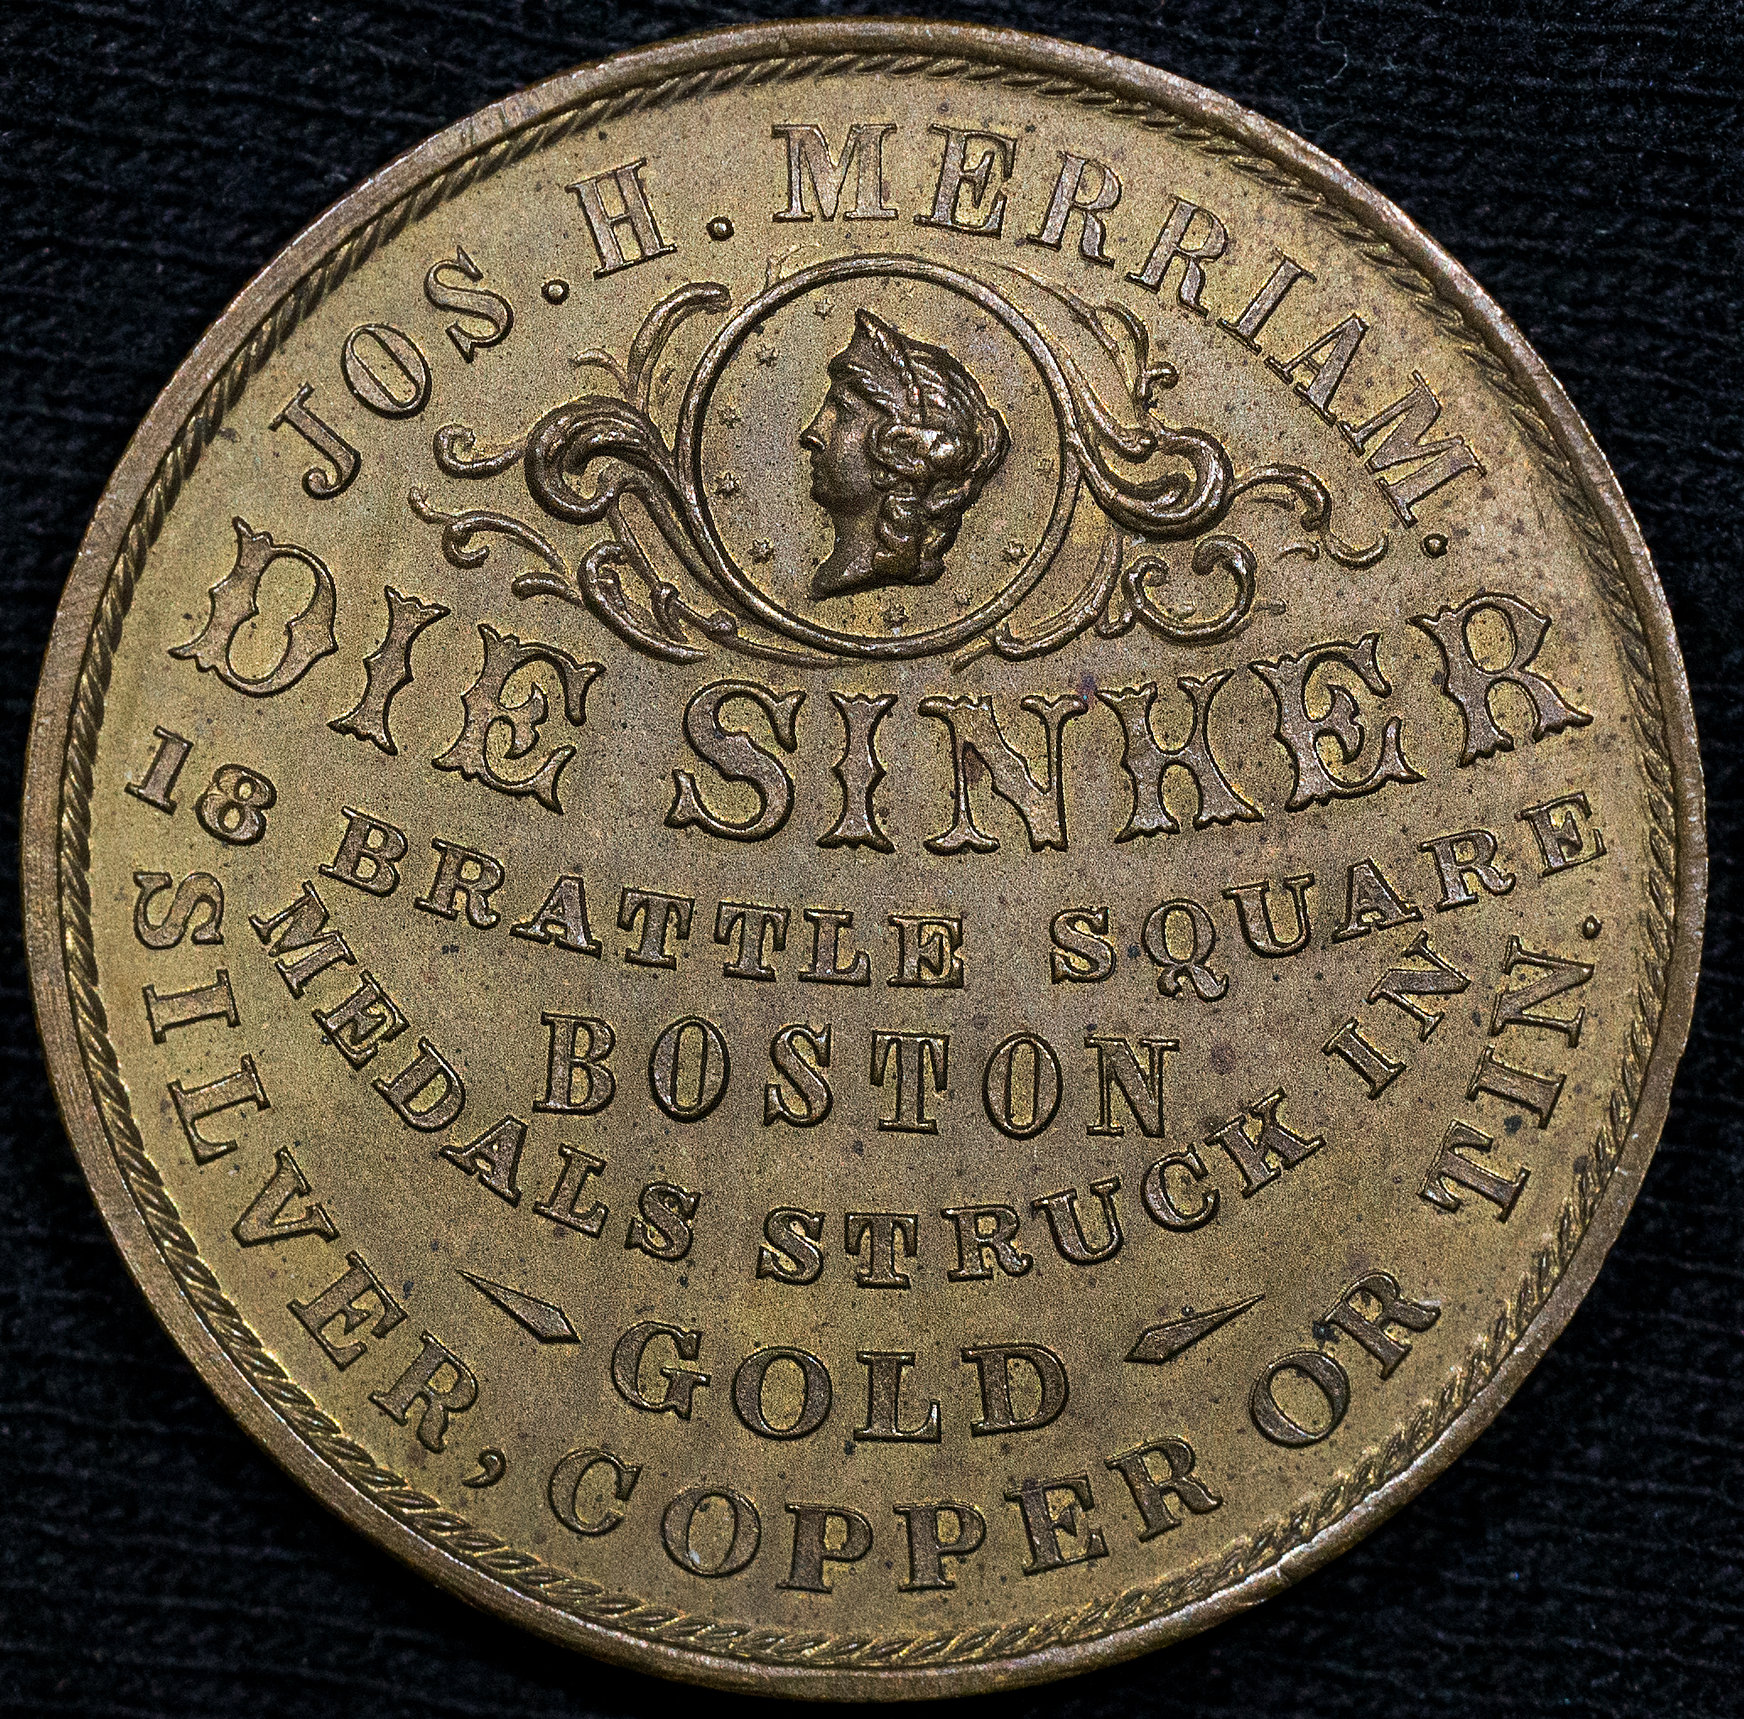 JOS. H. MERRIAM.
DIE SINKER
18 BRATTLE SQUARE
BOSTON
MEDALS STRUCK IN
GOLD
SILVER, COPPER OR TIN.